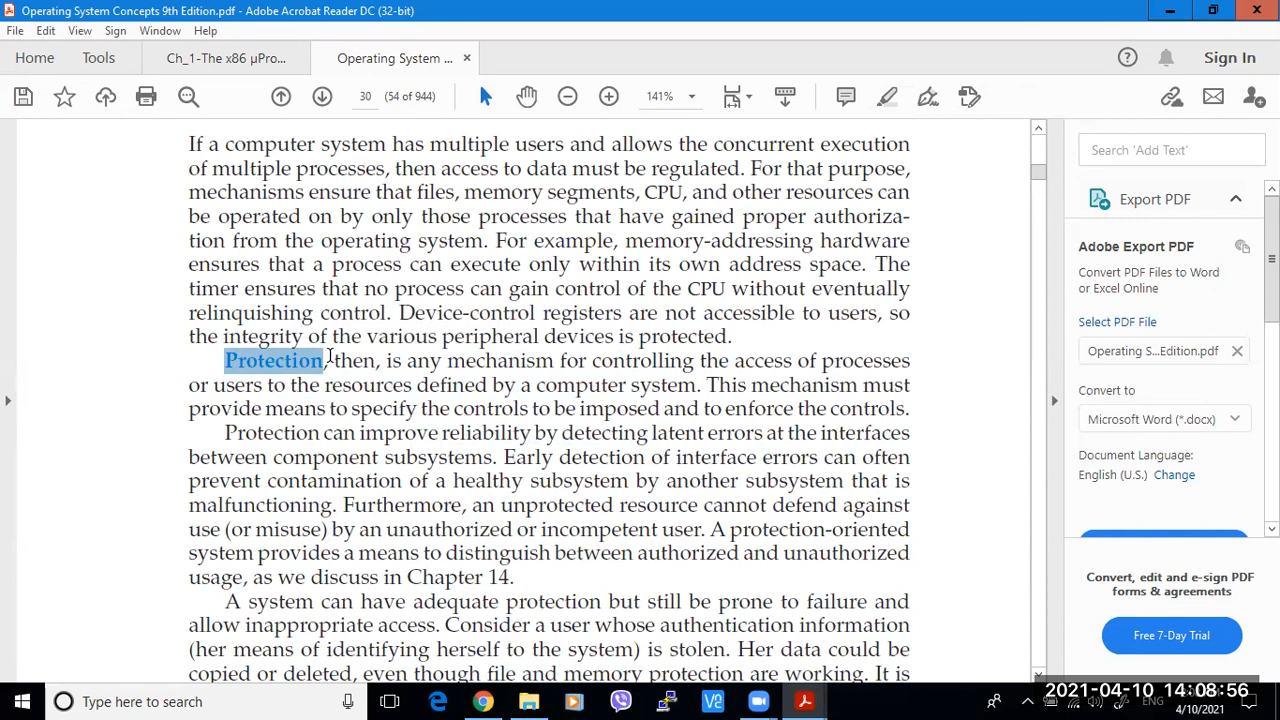 Operating System Concepts 9th Edition.pdf - Adobe Acrobat Reader DC (32-bit)
File Edit View Sign Window Help
Home Tools Ch_1-The x86 µPro... Operating System ... × Sign In
30 (54 of 944) 141%
If a computer system has multiple users and allows the concurrent execution
of multiple processes, then access to data must be regulated. For that purpose,
mechanisms ensure that files, memory segments, CPU, and other resources can
be operated on by only those processes that have gained proper authoriza-
tion from the operating system. For example, memory-addressing hardware
ensures that a process can execute only within its own address space. The
timer ensures that no process can gain control of the CPU without eventually
relinquishing control. Device-control registers are not accessible to users, so
the integrity of the various peripheral devices is protected.
Protection, then, is any mechanism for controlling the access of processes
or users to the resources defined by a computer system. This mechanism must
provide means to specify the controls to be imposed and to enforce the controls.
Protection can improve reliability by detecting latent errors at the interfaces
between component subsystems. Early detection of interface errors can often
prevent contamination of a healthy subsystem by another subsystem that is
malfunctioning. Furthermore, an unprotected resource cannot defend against
use (or misuse) by an unauthorized or incompetent user. A protection-oriented
system provides a means to distinguish between authorized and unauthorized
usage, as we discuss in Chapter 14.
A system can have adequate protection but still be prone to failure and
allow inappropriate access. Consider a user whose authentication information
(her means of identifying herself to the system) is stolen. Her data could be
copied or deleted, even though file and memory protection are working. It is
Search 'Add Text'
Export PDF
Adobe Export PDF
Convert PDF Files to Word
or Excel Online
Select PDF File
Operating S...Edition.pdf
Convert to
Microsoft Word (*.docx)
Document Language:
English (U.S.) Change
Convert, edit and e-sign PDF
forms & agreements
Free 7-Day Trial
Type here to search
ENG
2021-04-10 14:08:56
4/10/2021